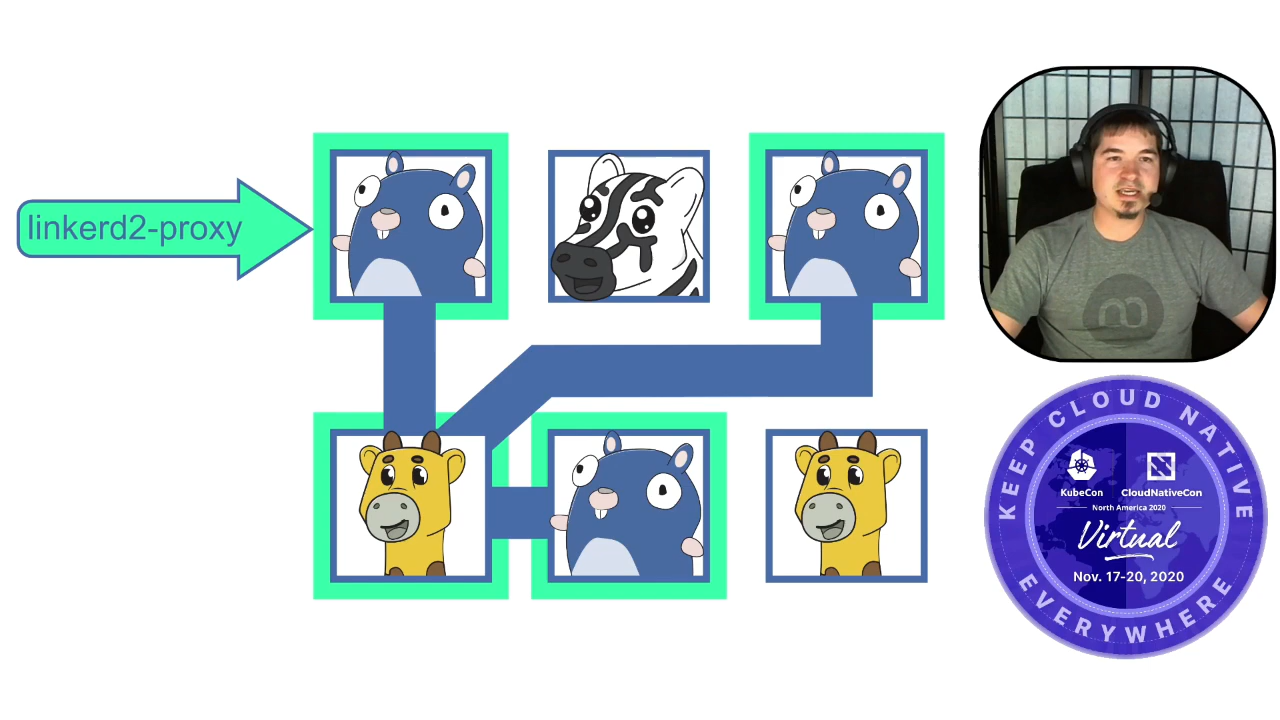 linkerd2-proxy
KEEP CLOUD NATIVE
KubeCon
CloudNativeCon
North America 2020
Virtual
Nov. 17-20, 2020
EVERYWHERE